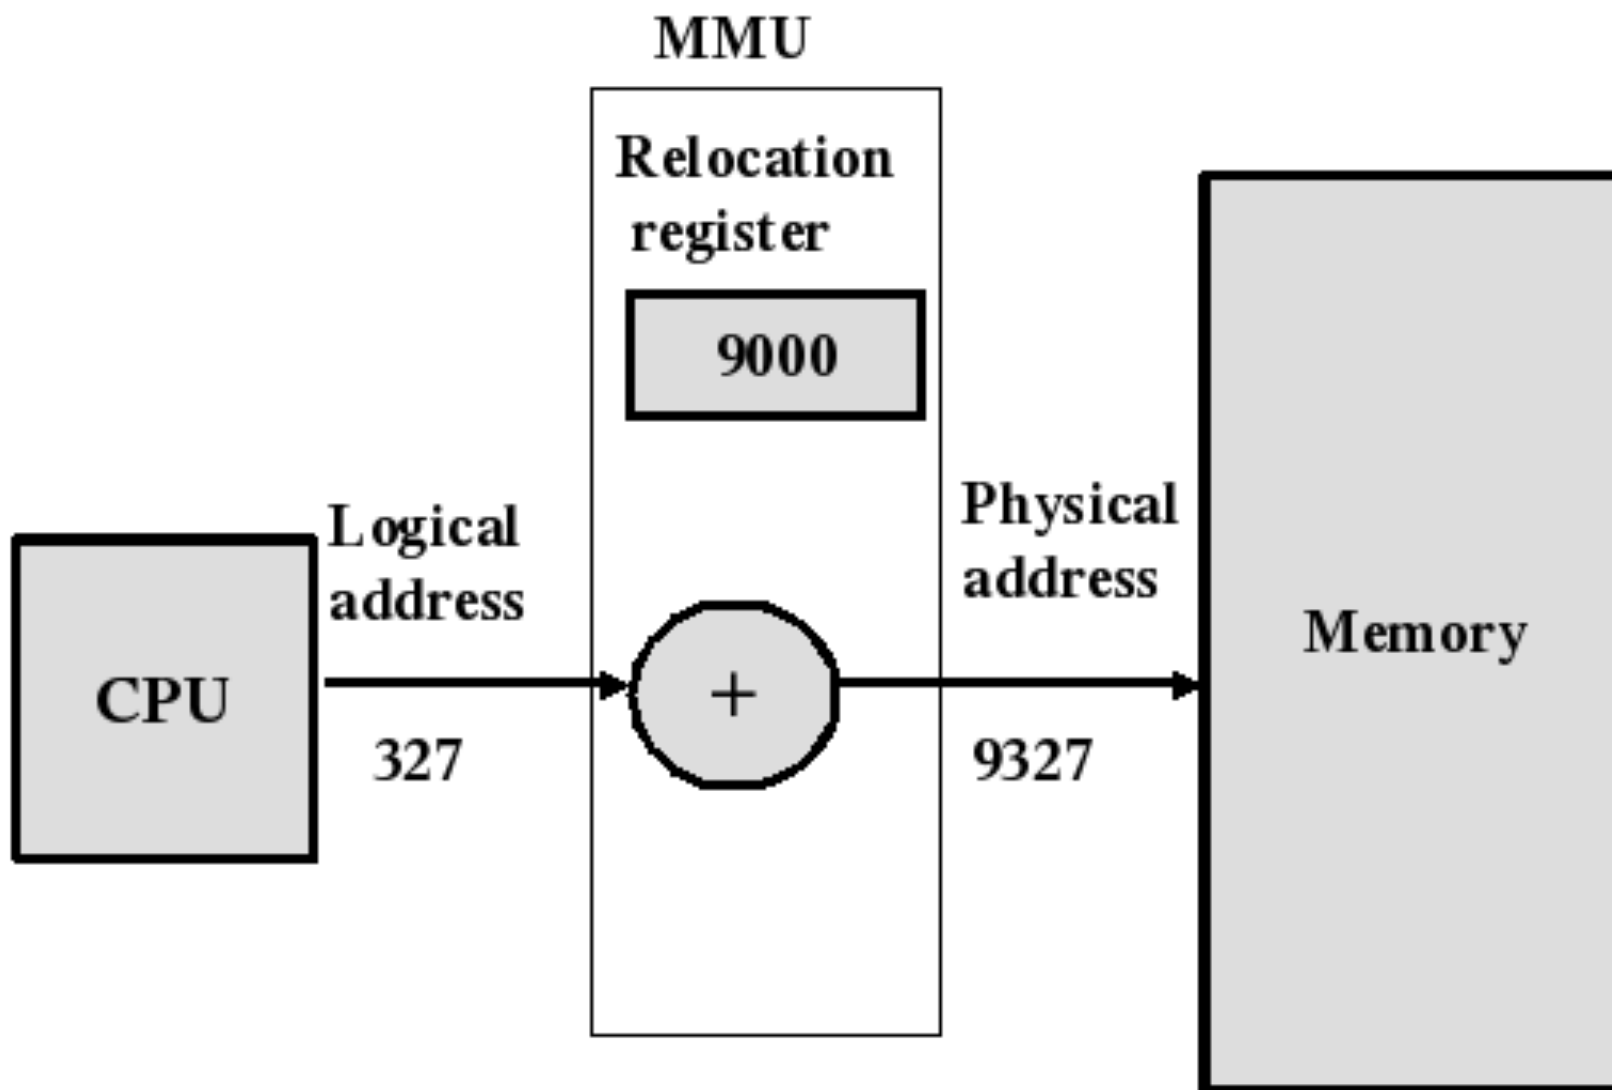 MMU
Relocation
register
9000
Logical
address
Physical
address
CPU
+
Memory
327
9327